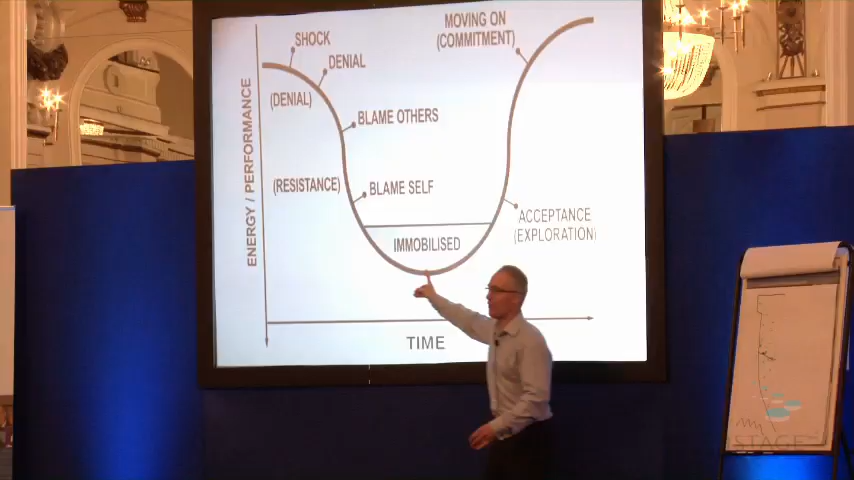 SHOCK
DENIAL
(DENIAL)
BLAME OTHERS
(RESISTANCE)
BLAME SELF
IMMOBILISED
MOVING ON
(COMMITMENT)
ACCEPTANCE
(EXPLORATION)
ENERGY / PERFORMANCE
TIME
STAGE